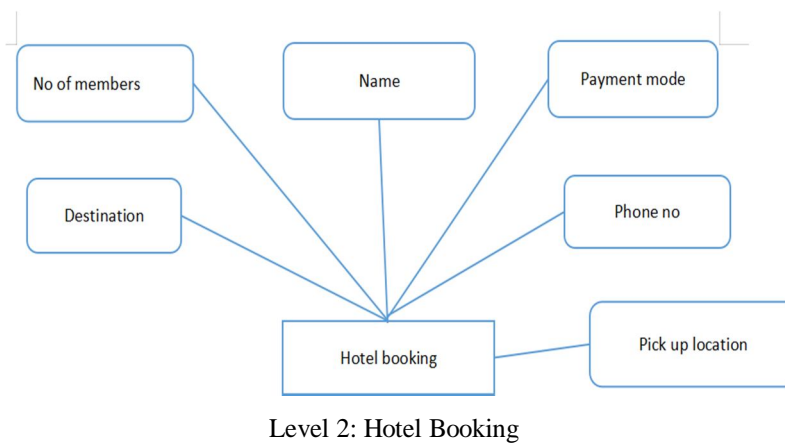 No of members
Name
Payment mode
Destination
Phone no
Hotel booking
Pick up location
Level 2: Hotel Booking